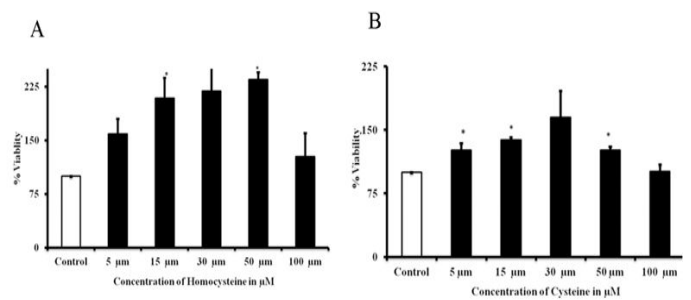 A
% Viability
225
150
75
0
*
*
Control 5 µm 15 µm 30 µm 50 µm 100 µm
Concentration of Homocysteine in µM
B
% Viability
225
150
75
0
*
*
*
Control 5 µm 15 µm 30 µm 50 µm 100 µm
Concentration of Cysteine in µM